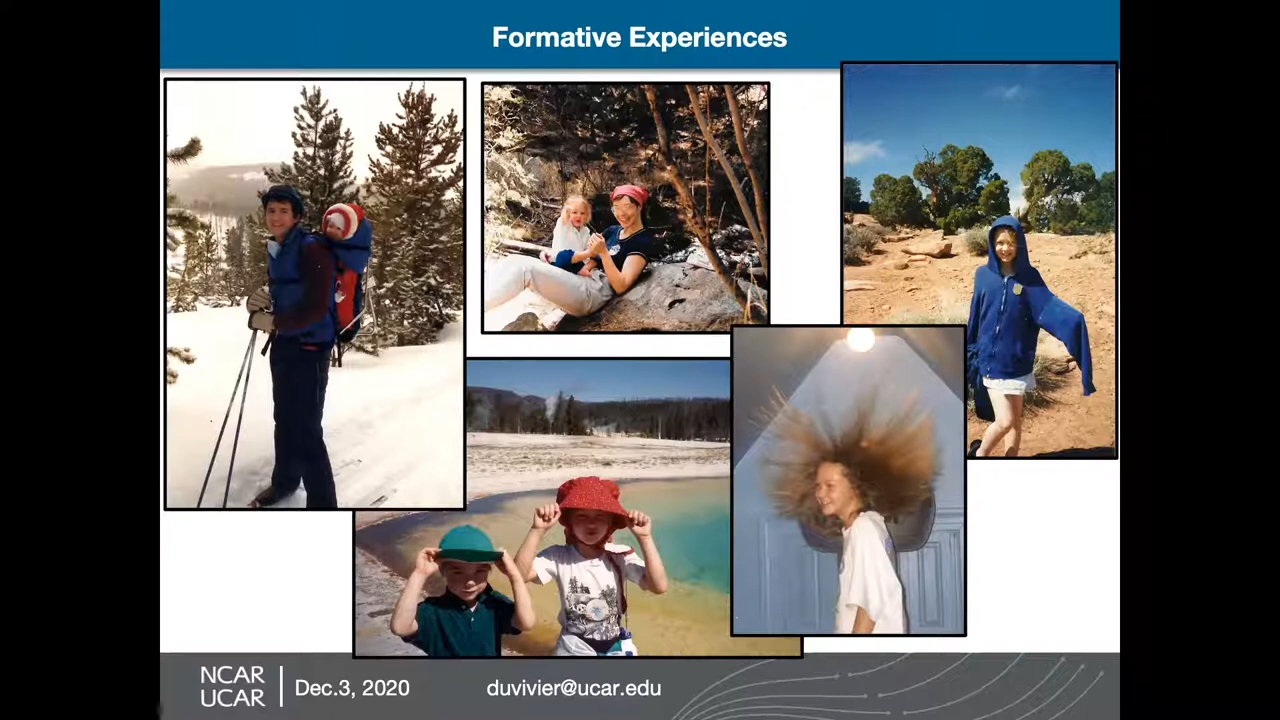 Formative Experiences
NCAR
UCAR
Dec.3, 2020
duvivier@ucar.edu